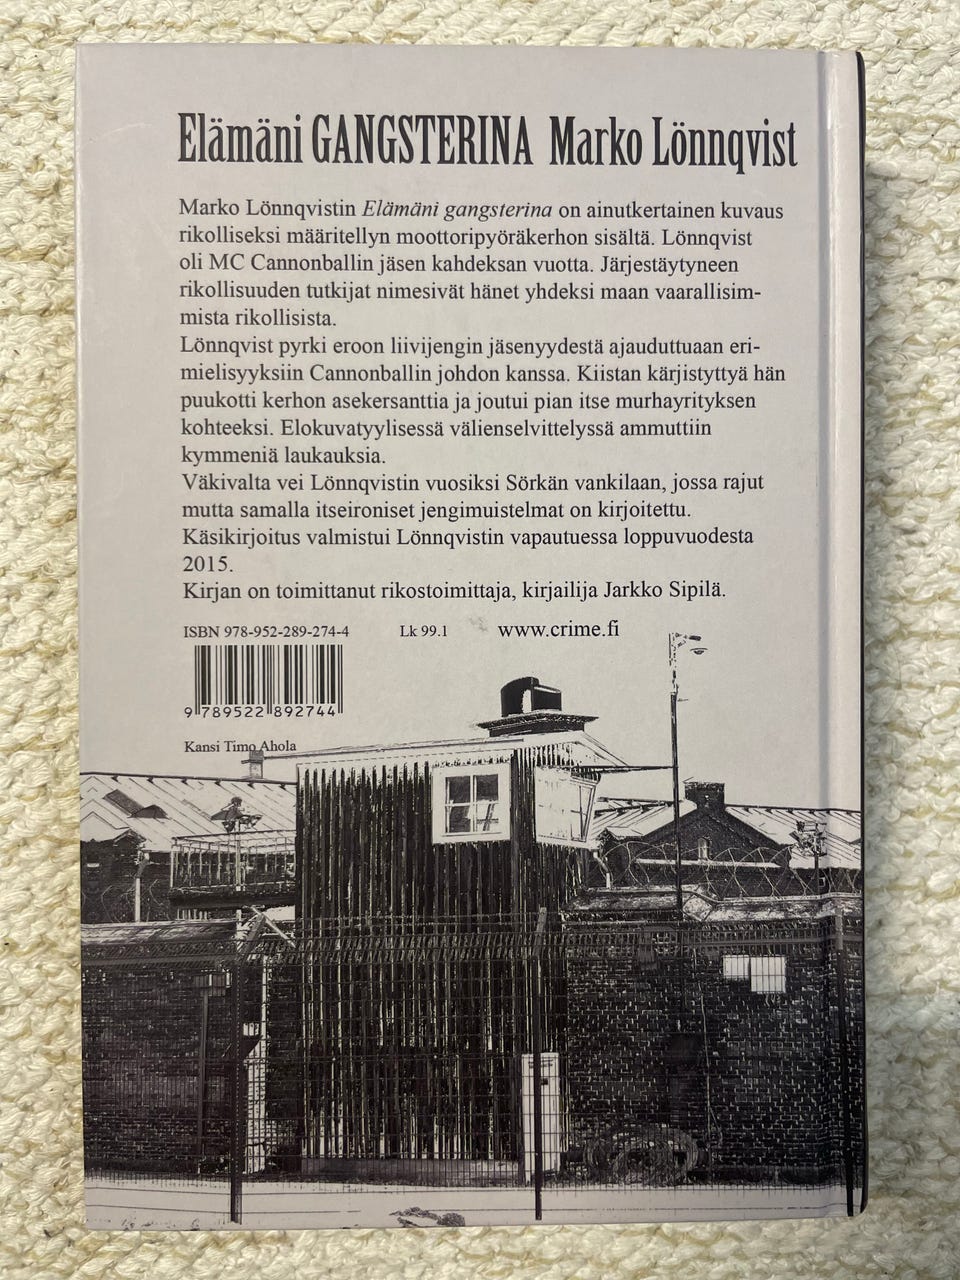 Elämäni GANGSTERINA Marko Lönnqvist
Marko Lönnqvistin Elämäni gangsterina on ainutkertainen kuvaus
rikolliseksi määritellyn moottoripyöräkerhon sisältä. Lönnqvist
oli MC Cannonballin jäsen kahdeksan vuotta. Järjestäytyneen
rikollisuuden tutkijat nimesivät hänet yhdeksi maan vaarallisim-
mista rikollisista.
Lönnqvist pyrki eroon liivijengin jäsenyydestä ajauduttuaan eri-
mielisyyksiin Cannonballin johdon kanssa. Kiistan kärjistyttyä hän
puukotti kerhon asekersanttia ja joutui pian itse murhayrityksen
kohteeksi. Elokuvatyylisessä välienselvittelyssä ammuttiin
kymmeniä laukauksia.
Väkivalta vei Lönnqvistin vuosiksi Sörkän vankilaan, jossa rajut
mutta samalla itseironiset jengimuistelmat on kirjoitettu.
Käsikirjoitus valmistui Lönnqvistin vapautuessa loppuvuodesta
2015.
Kirjan on toimittanut rikostoimittaja, kirjailija Jarkko Sipilä.
ISBN 978-952-289-274-4 Lk 99.1 www.crime.fi
9 789522 892744
Kansi Timo Ahola